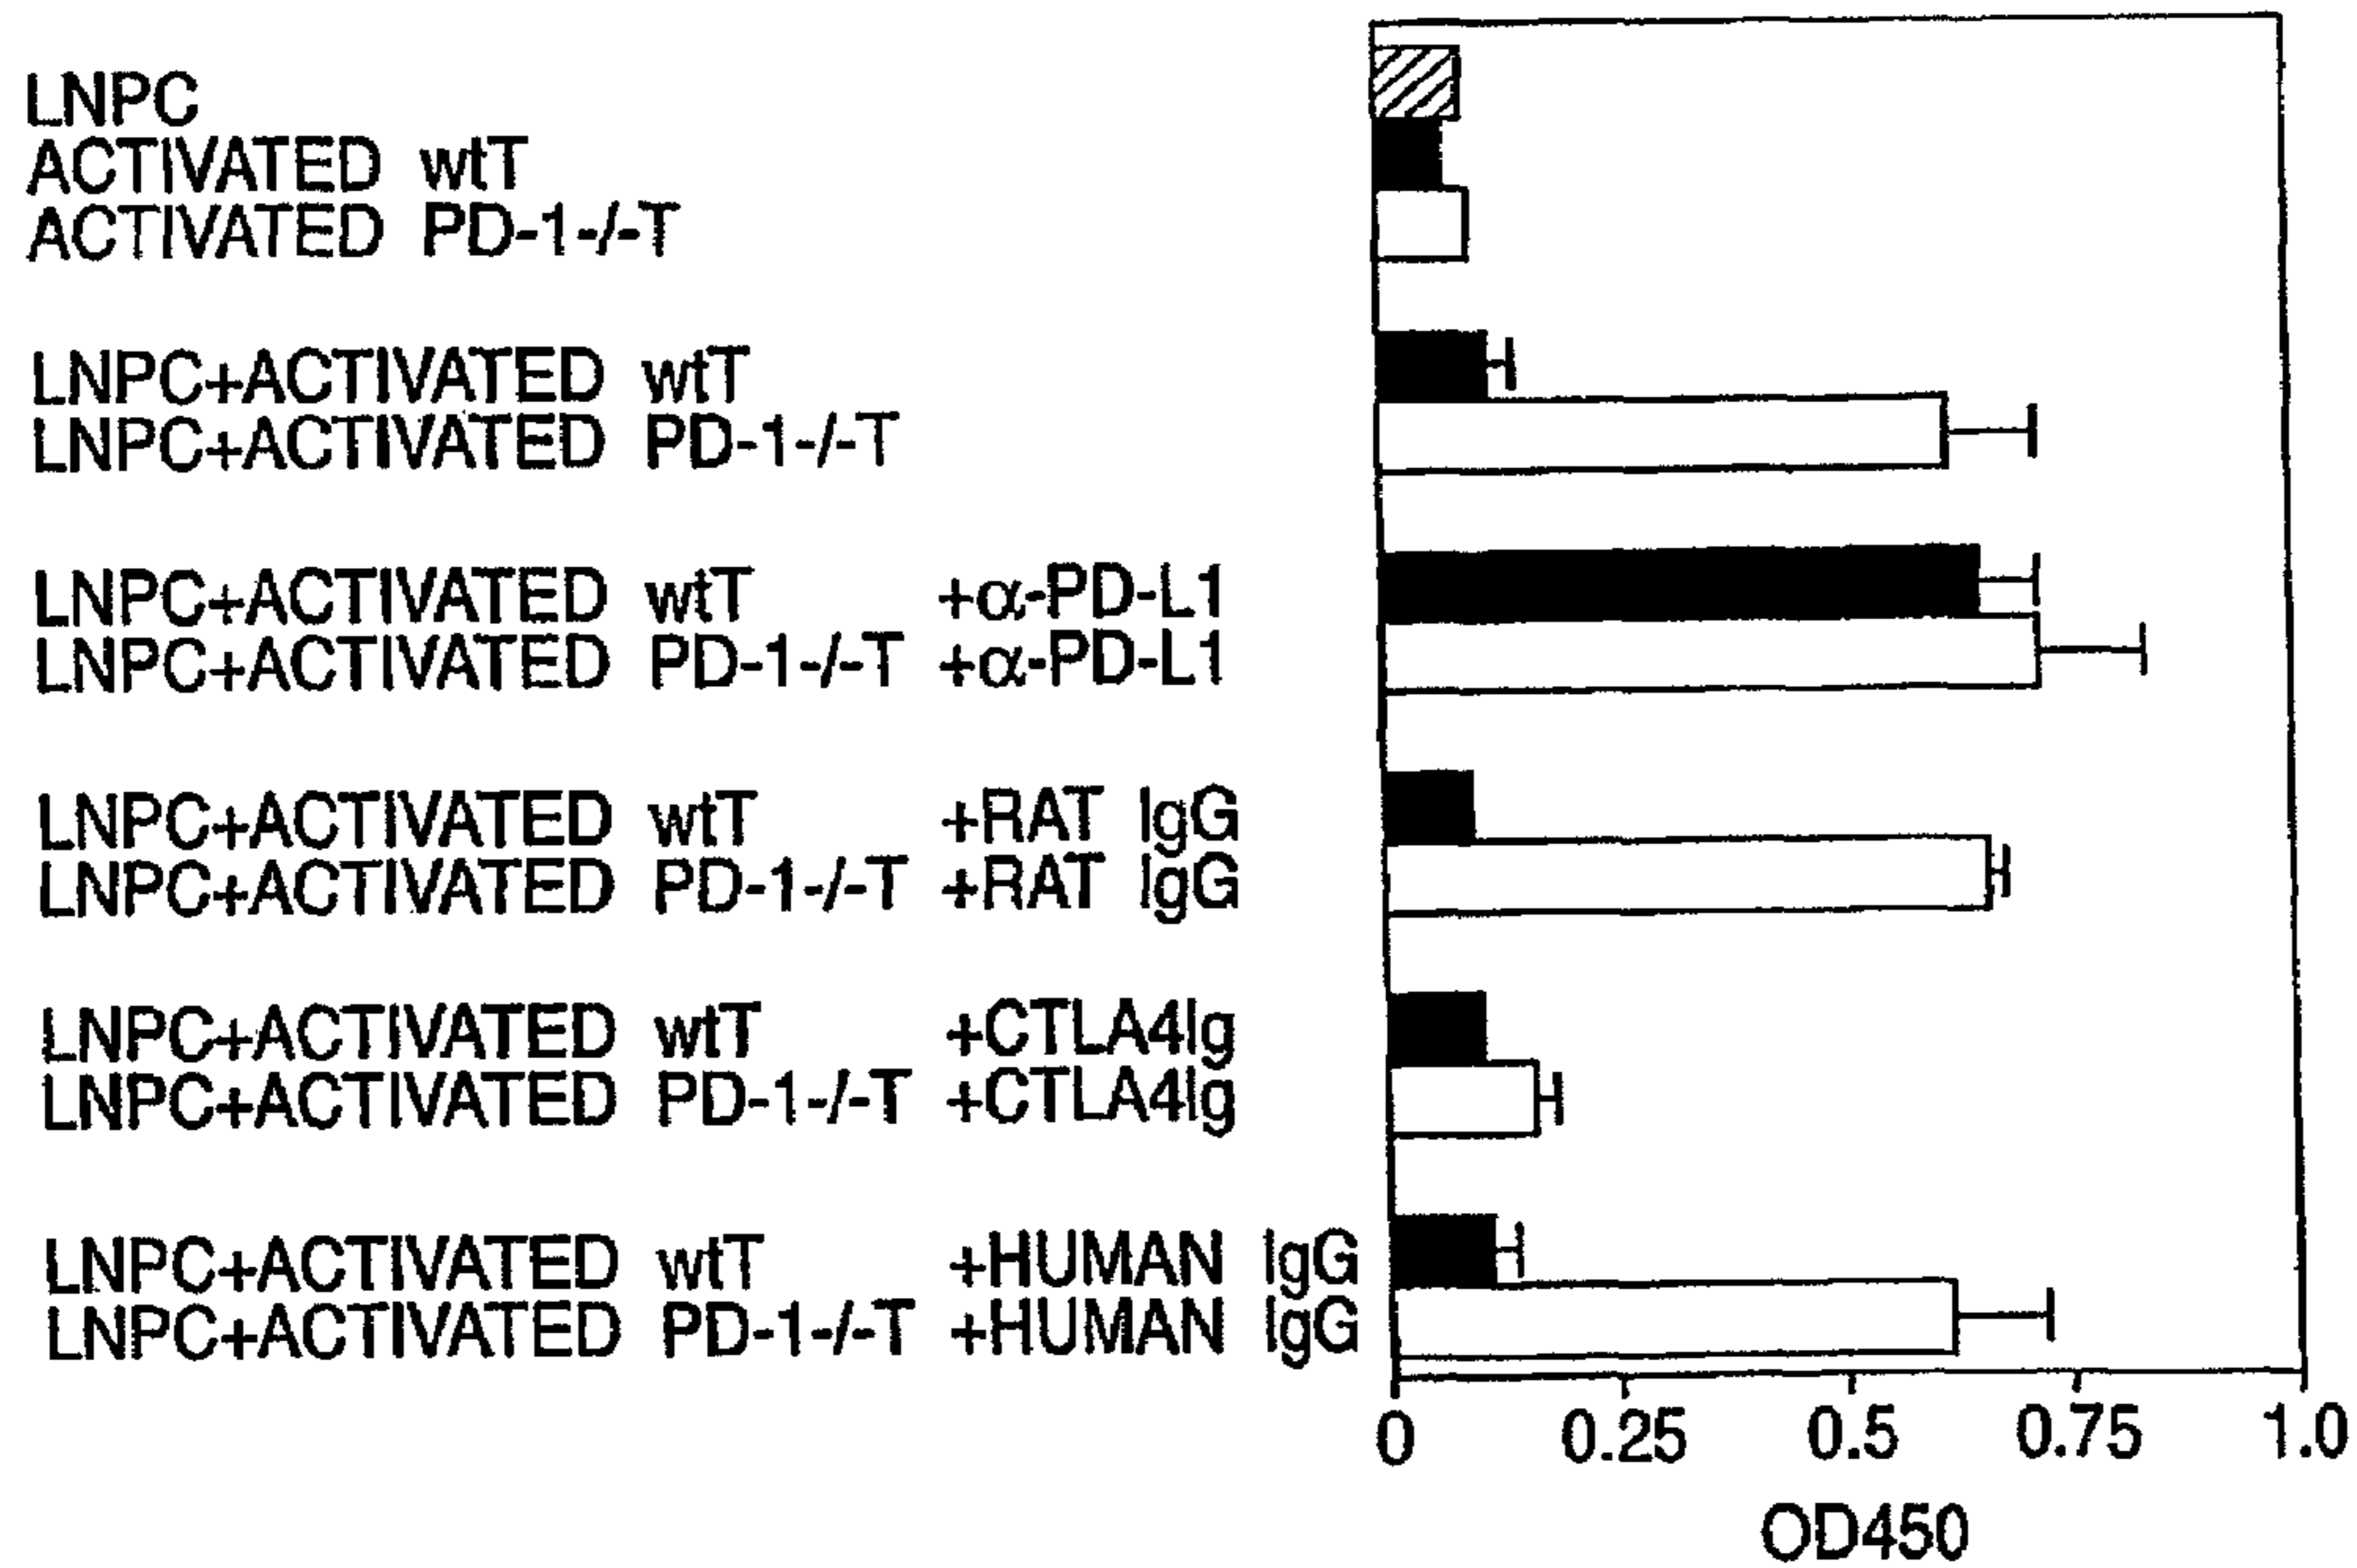 LNPC
ACTIVATED wtT
ACTIVATED PD-1-/-T
LNPC+ACTIVATED wtT
LNPC+ACTIVATED PD-1-/-T
LNPC+ACTIVATED wtT +α-PD-L1
LNPC+ACTIVATED PD-1-/-T +α-PD-L1
LNPC+ACTIVATED wtT +RAT IgG
LNPC+ACTIVATED PD-1-/-T +RAT IgG
LNPC+ACTIVATED wtT +CTLA4Ig
LNPC+ACTIVATED PD-1-/-T +CTLA4Ig
LNPC+ACTIVATED wtT +HUMAN IgG
LNPC+ACTIVATED PD-1-/-T +HUMAN IgG
0 0.25 0.5 0.75 1.0
OD450